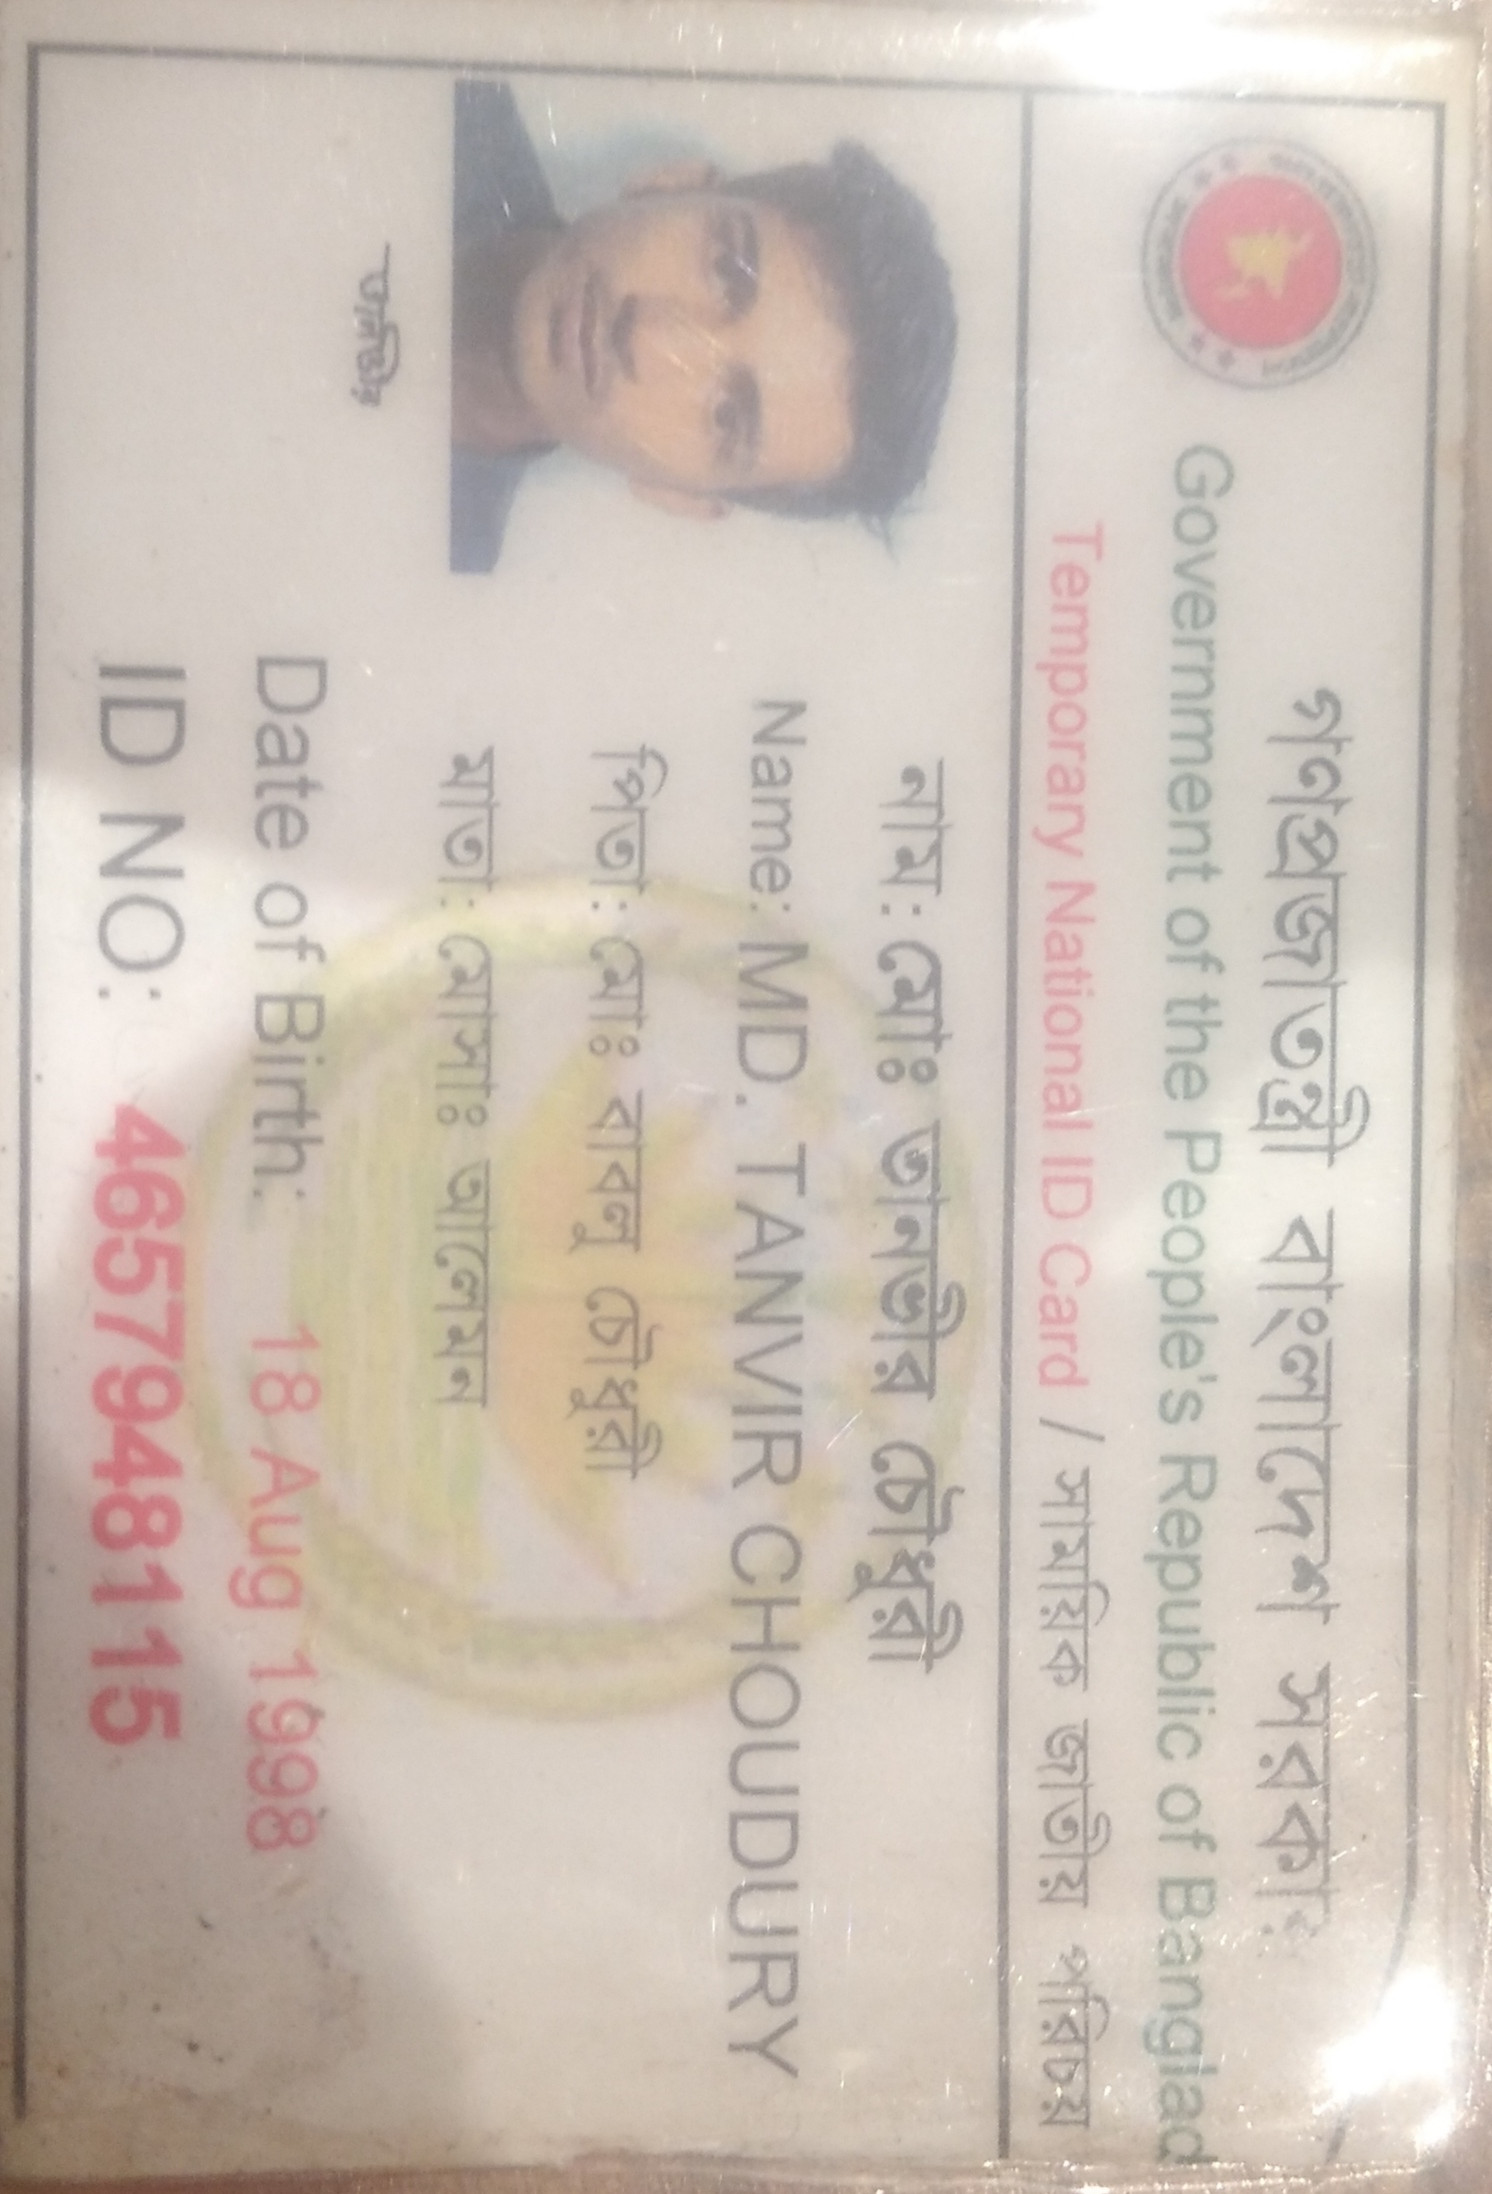 গণপ্রজাতন্ত্রী বাংলাদেশ সরকা
Government of the People's Republic of Banglad
Temporary National ID Card / সাময়িক জাতীয় পরিচয়
নাম: মোঃ তানভীর চৌধুরী
Name: MD. TANVIR CHOUDURY
পিতা: মোঃ বাবলু চৌধুরী
মাতা: মোসাঃ আলেমন
তানভীর
Date of Birth: 18 Aug 1998
ID NO: 4657948115